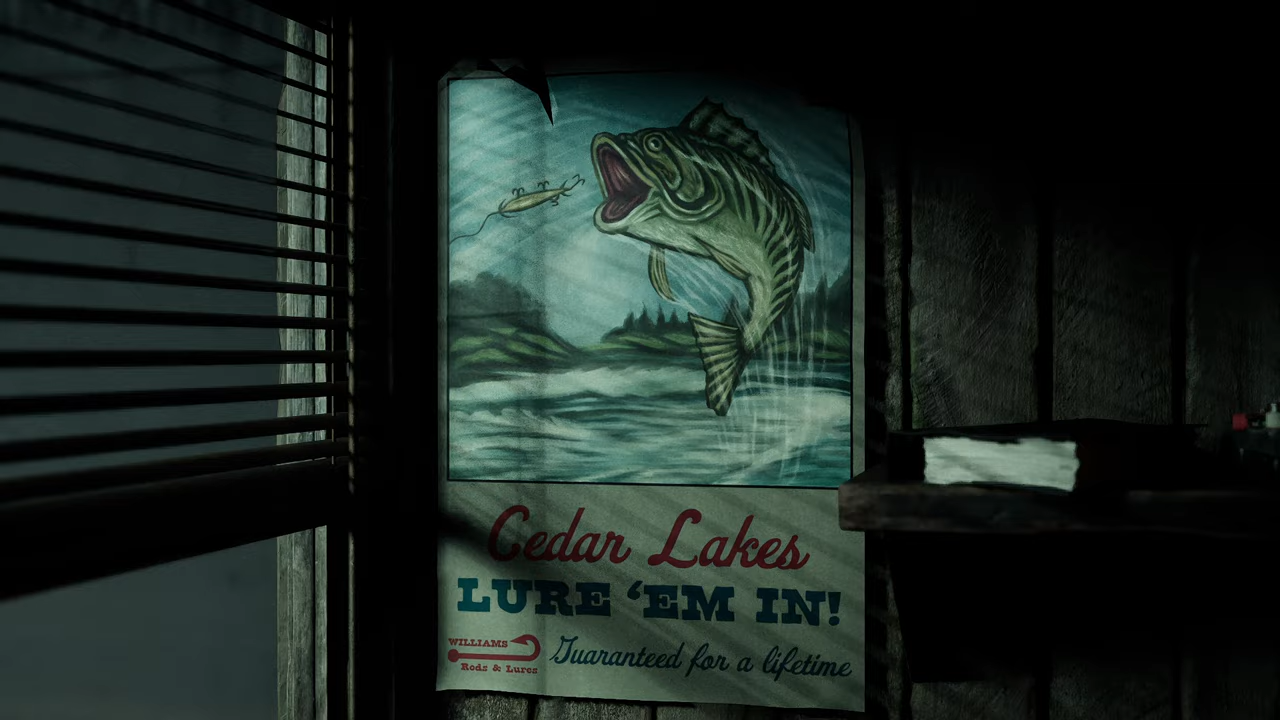 Cedar Lakes
LURE ‘EM IN!
WILLIAMS
Rods & Lures
Guaranteed for a lifetime